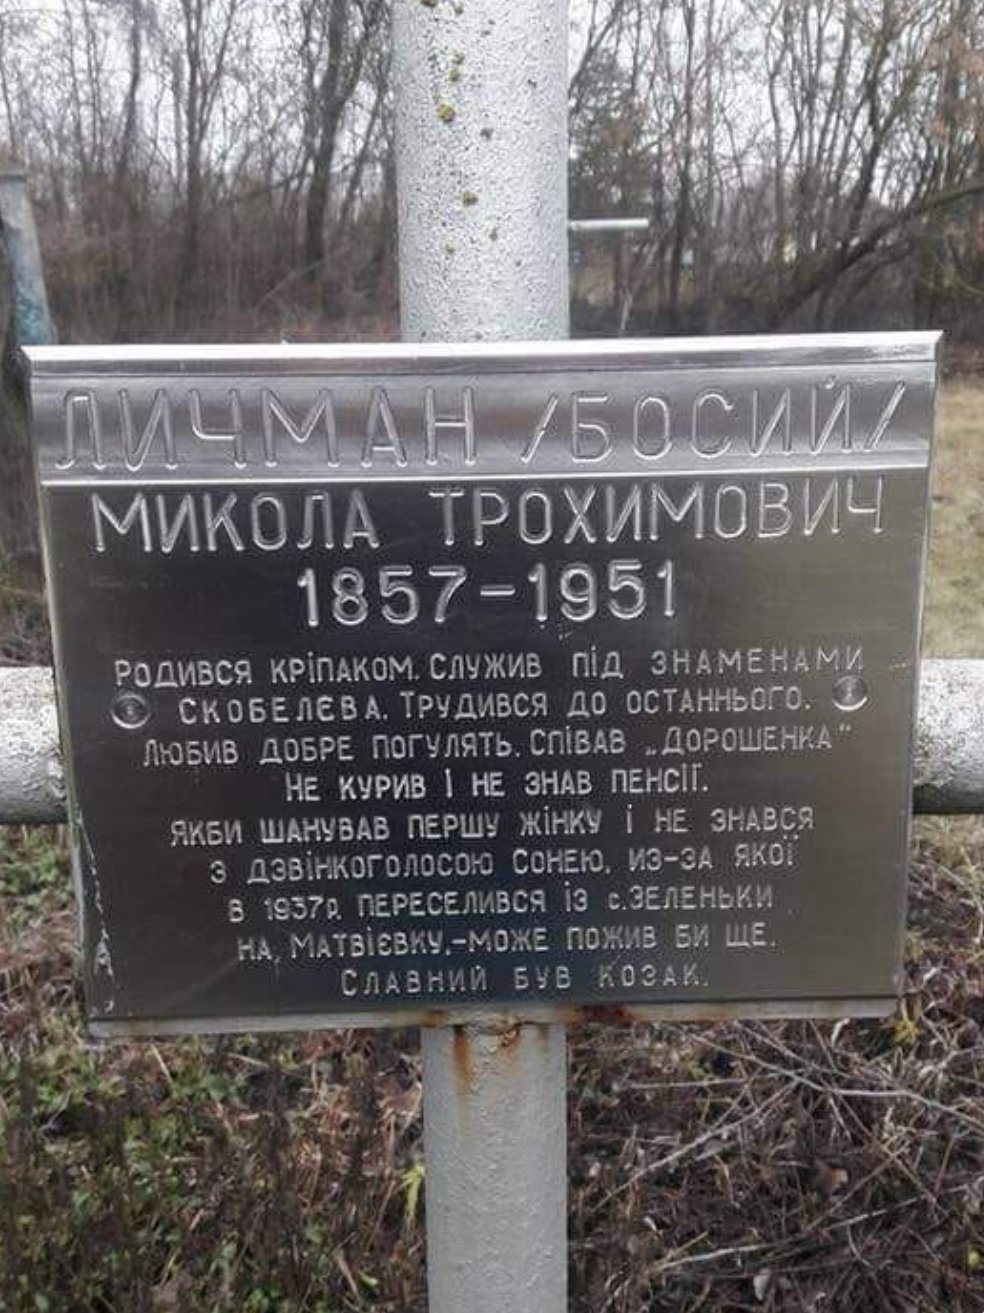 ЛИЧМАН /БОСИЙ/
МИКОЛА ТРОХИМОВИЧ
1857-1951
РОДИВСЯ КРІПАКОМ. СЛУЖИВ ПІД ЗНАМЕНАМИ
СКОБЕЛЄВА. ТРУДИВСЯ ДО ОСТАННЬОГО.
ЛЮБИВ ДОБРЕ ПОГУЛЯТЬ. СПІВАВ „ДОРОШЕНКА"
НЕ КУРИВ І НЕ ЗНАВ ПЕНСІЇ.
ЯКБИ ШАНУВАВ ПЕРШУ ЖІНКУ І НЕ ЗНАВСЯ
З ДЗВІНКОГОЛОСОЮ СОНЕЮ, ИЗ-ЗА ЯКОЇ
В 1937р. ПЕРЕСЕЛИВСЯ ІЗ с.ЗЕЛЕНЬКИ
НА, МАТВІЄВКУ,-МОЖЕ ПОЖИВ БИ ЩЕ.
СЛАВНИЙ БУВ КОЗАК.